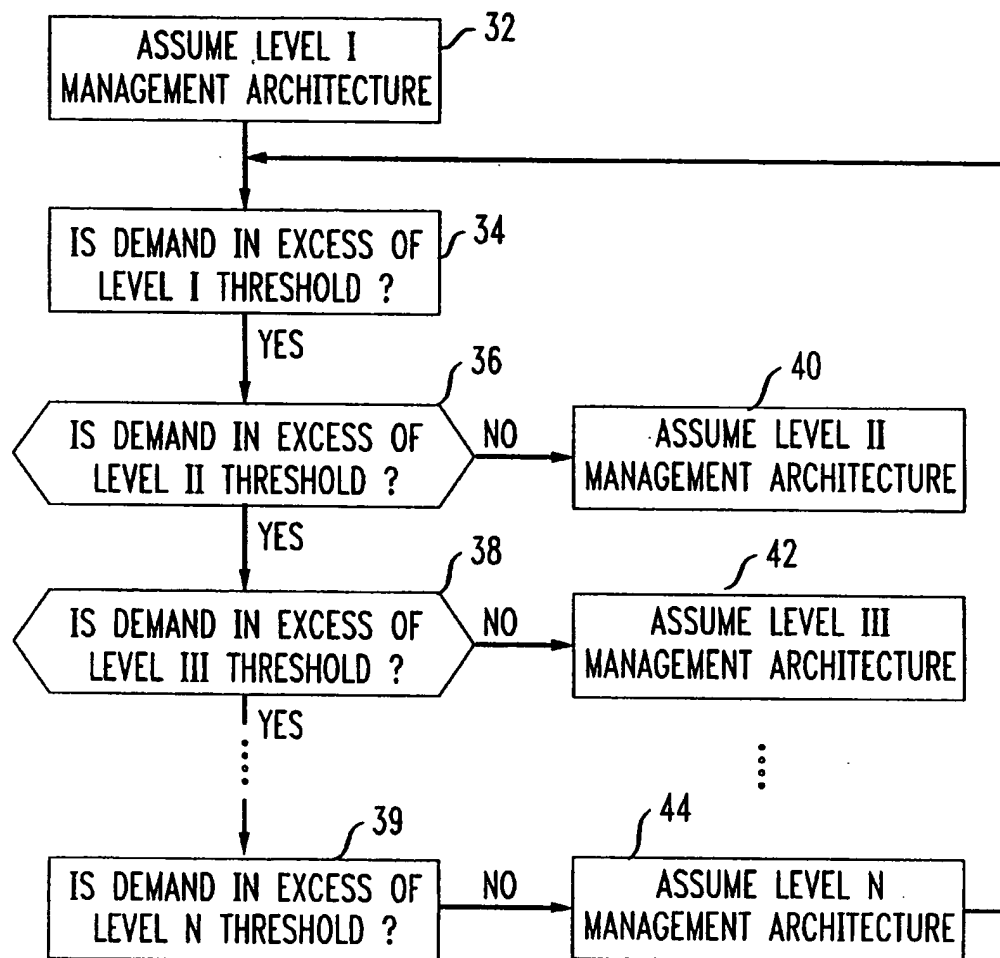 ASSUME LEVEL I
MANAGEMENT ARCHITECTURE
32
IS DEMAND IN EXCESS OF
LEVEL I THRESHOLD ?
34
YES
IS DEMAND IN EXCESS OF
LEVEL II THRESHOLD ?
36
NO
ASSUME LEVEL II
MANAGEMENT ARCHITECTURE
40
YES
IS DEMAND IN EXCESS OF
LEVEL III THRESHOLD ?
38
NO
ASSUME LEVEL III
MANAGEMENT ARCHITECTURE
42
YES
IS DEMAND IN EXCESS OF
LEVEL N THRESHOLD ?
39
NO
ASSUME LEVEL N
MANAGEMENT ARCHITECTURE
44